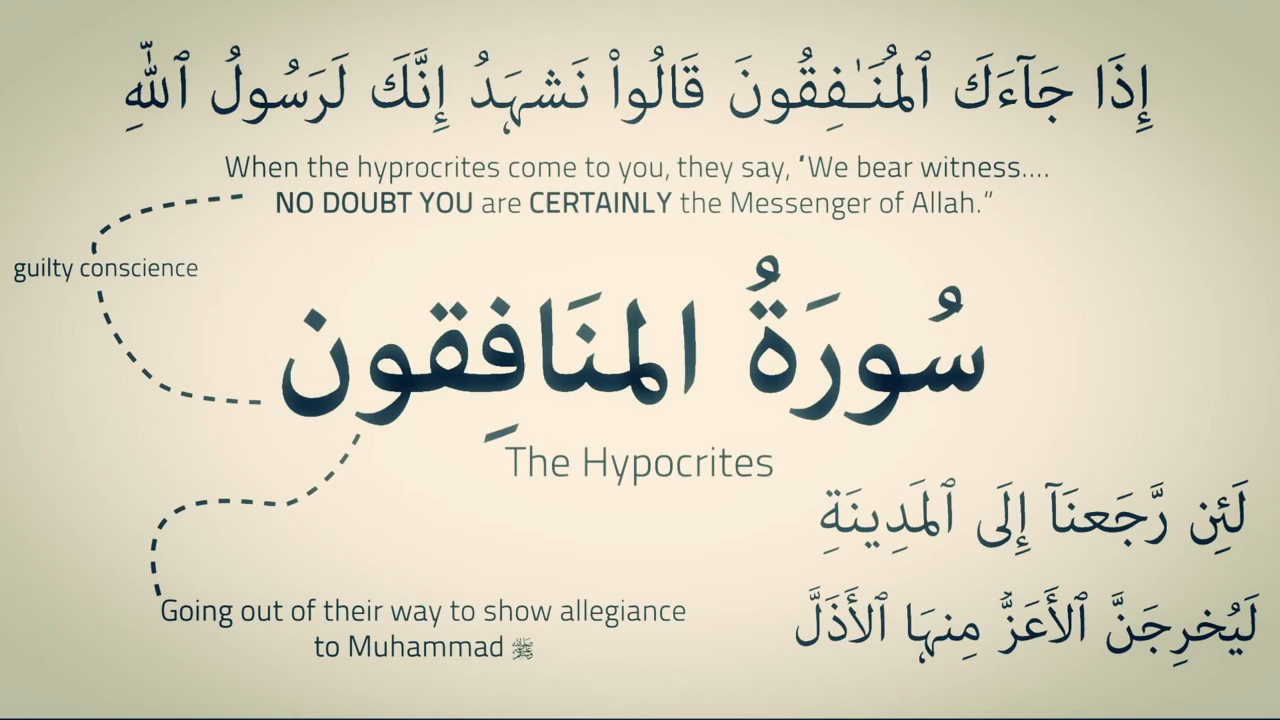 إِذَا جَآءَكَ ٱلْمُنَـٰفِقُونَ قَالُوا۟ نَشهَدُ إِنَّكَ لَرَسُولُ ٱللَّهِ
When the hyprocrites come to you, they say, "We bear witness....
NO DOUBT YOU are CERTAINLY the Messenger of Allah."
guilty conscience
سُورَةُ المنَافِقون
The Hypocrites
لَئِن رَّجَعنَآ إِلَى ٱلمَدِينَةِ
لَيُخرِجَنَّ ٱلأَعَزُّ مِنهَا ٱلأَذَلَّ
Going out of their way to show allegiance
to Muhammad ﷺ